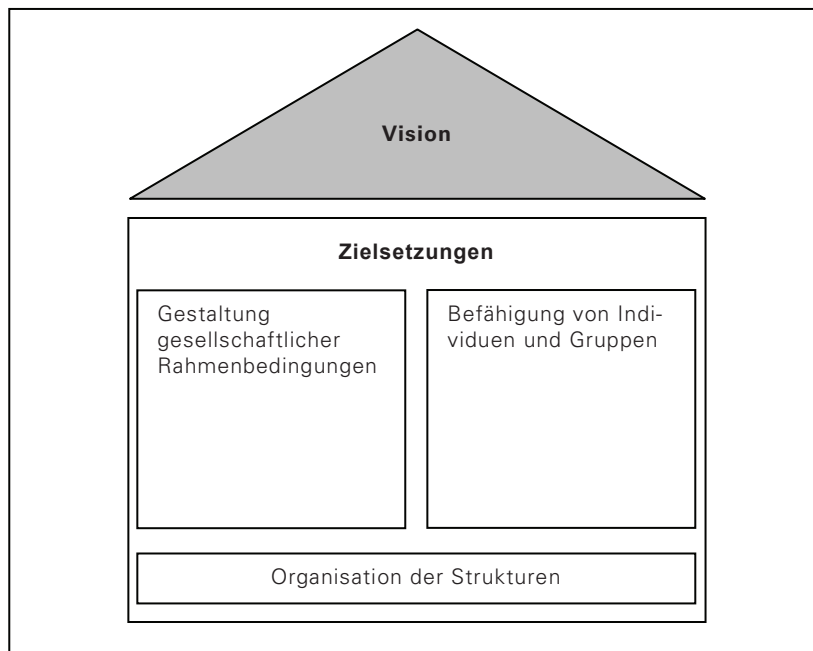 Vision
Zielsetzungen
Gestaltung
gesellschaftlicher
Rahmenbedingungen
Befähigung von Indi-
viduen und Gruppen
Organisation der Strukturen